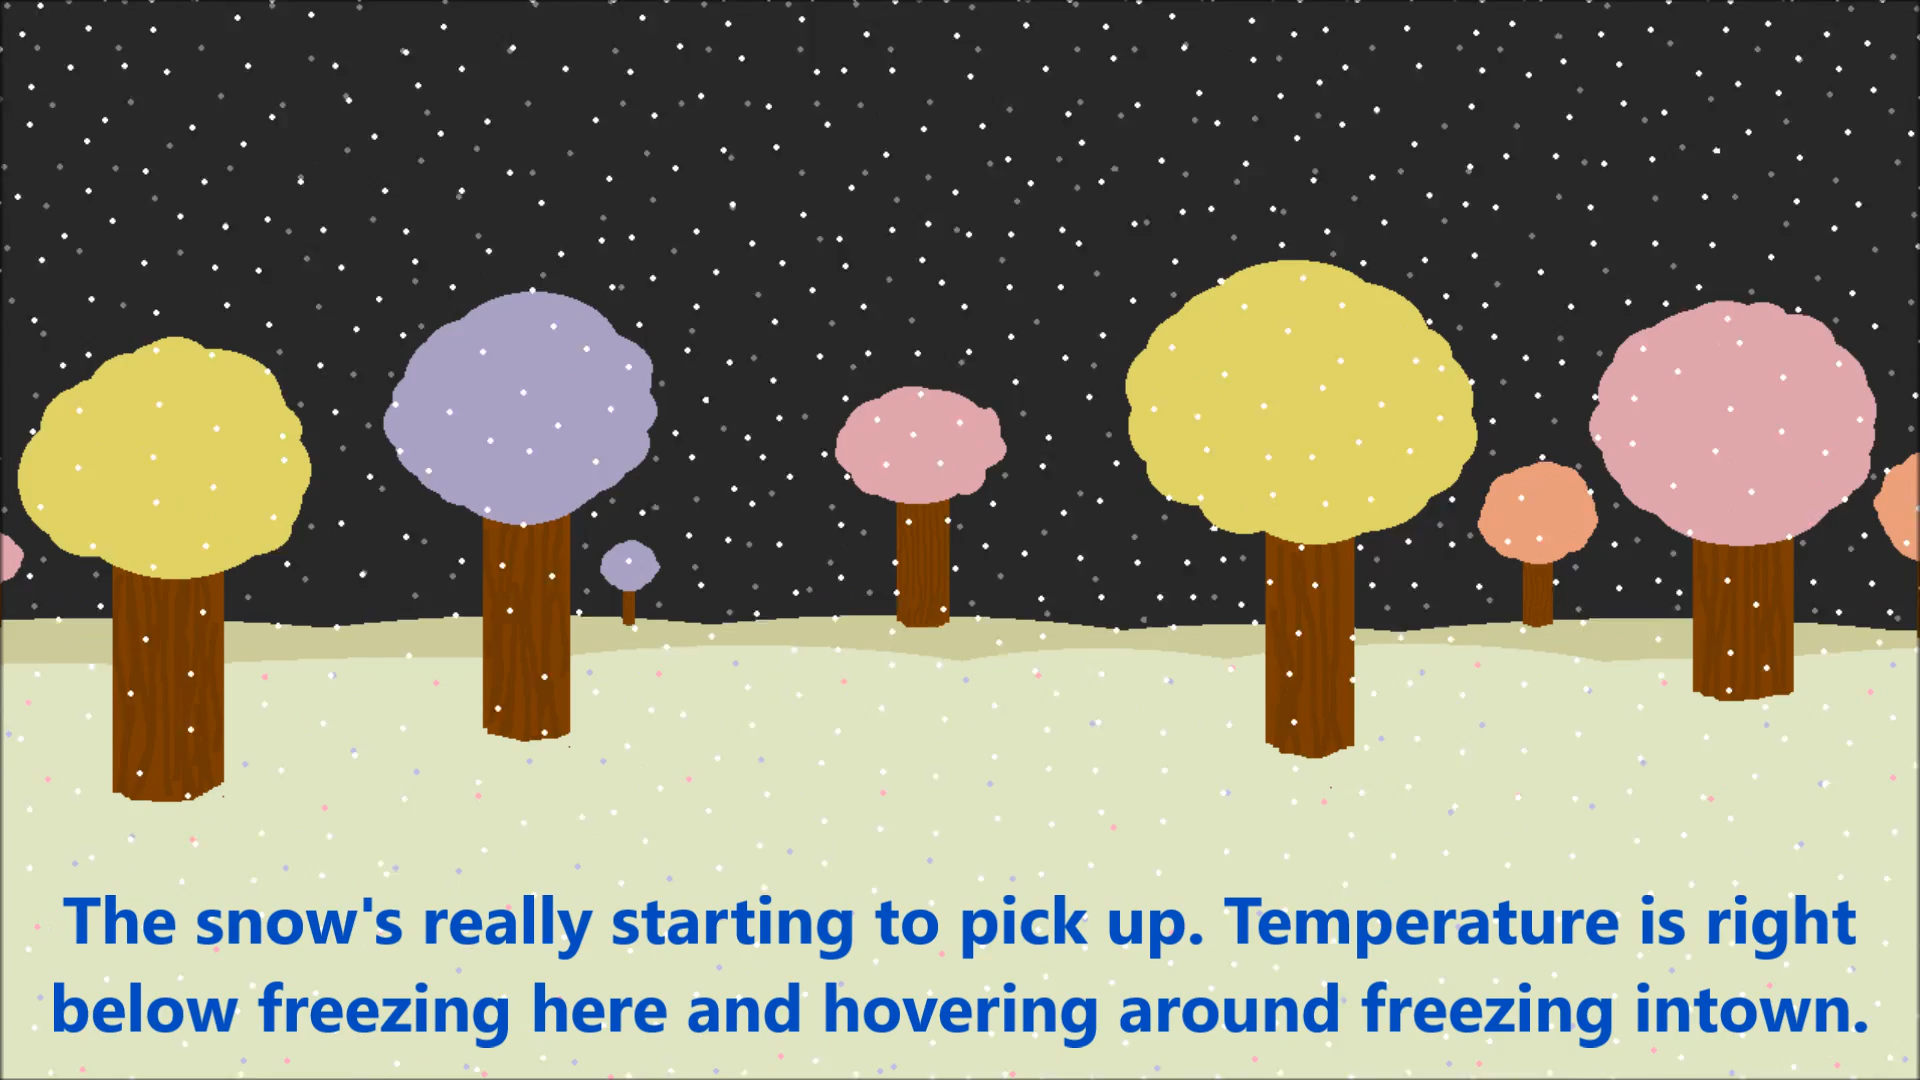 The snow's really starting to pick up. Temperature is right
below freezing here and hovering around freezing intown.